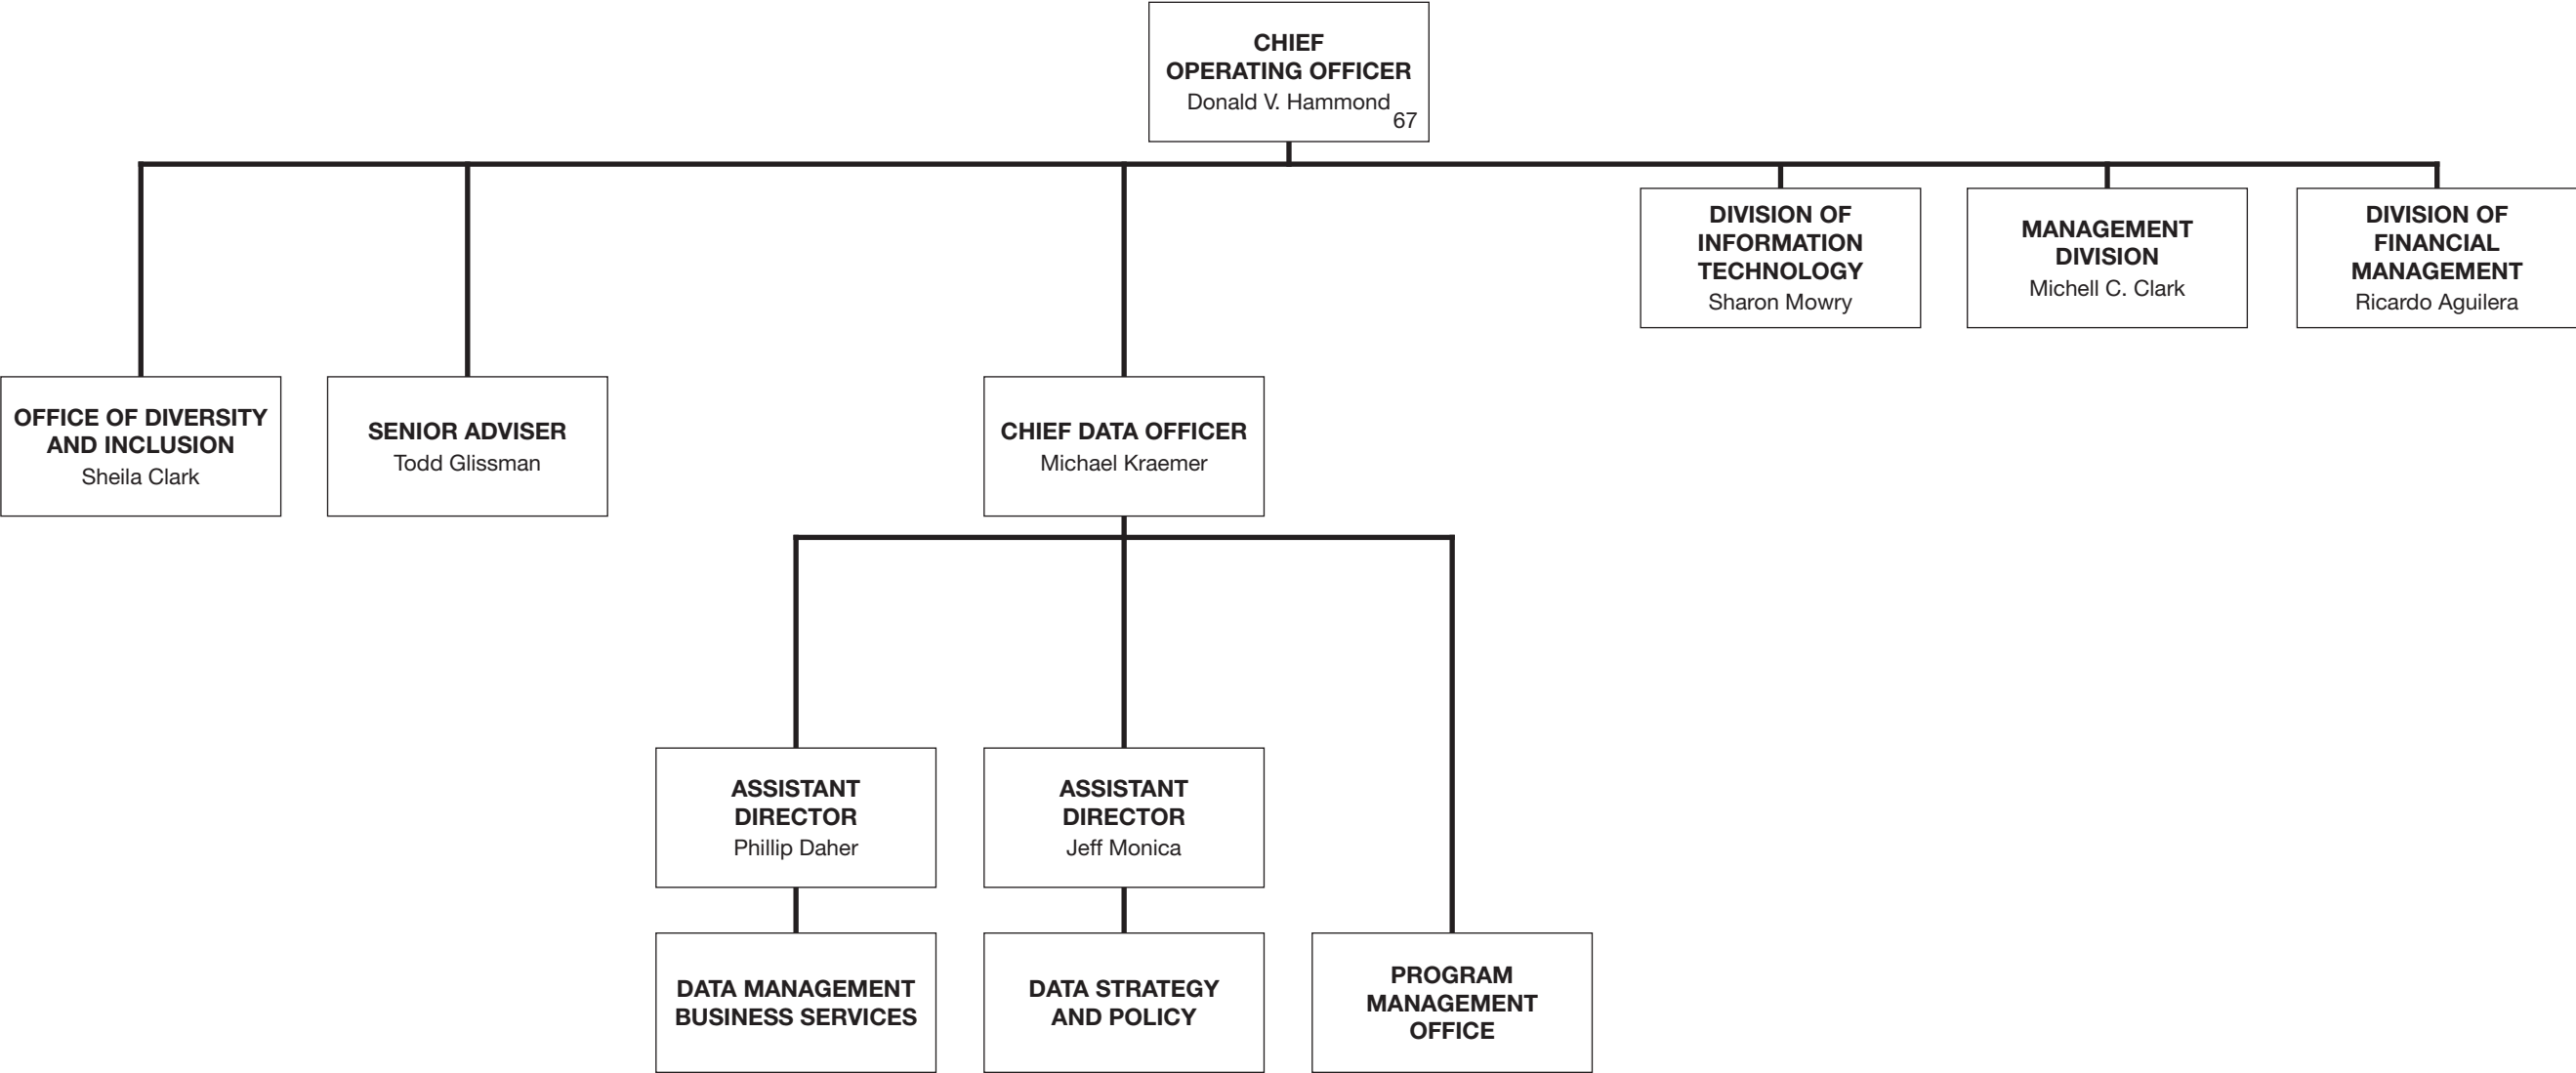 CHIEF
OPERATING OFFICER
Donald V. Hammond
67
DIVISION OF
INFORMATION
TECHNOLOGY
Sharon Mowry
MANAGEMENT
DIVISION
Michell C. Clark
DIVISION OF
FINANCIAL
MANAGEMENT
Ricardo Aguilera
OFFICE OF DIVERSITY
AND INCLUSION
Sheila Clark
SENIOR ADVISER
Todd Glissman
CHIEF DATA OFFICER
Michael Kraemer
ASSISTANT
DIRECTOR
Phillip Daher
ASSISTANT
DIRECTOR
Jeff Monica
DATA MANAGEMENT
BUSINESS SERVICES
DATA STRATEGY
AND POLICY
PROGRAM
MANAGEMENT
OFFICE